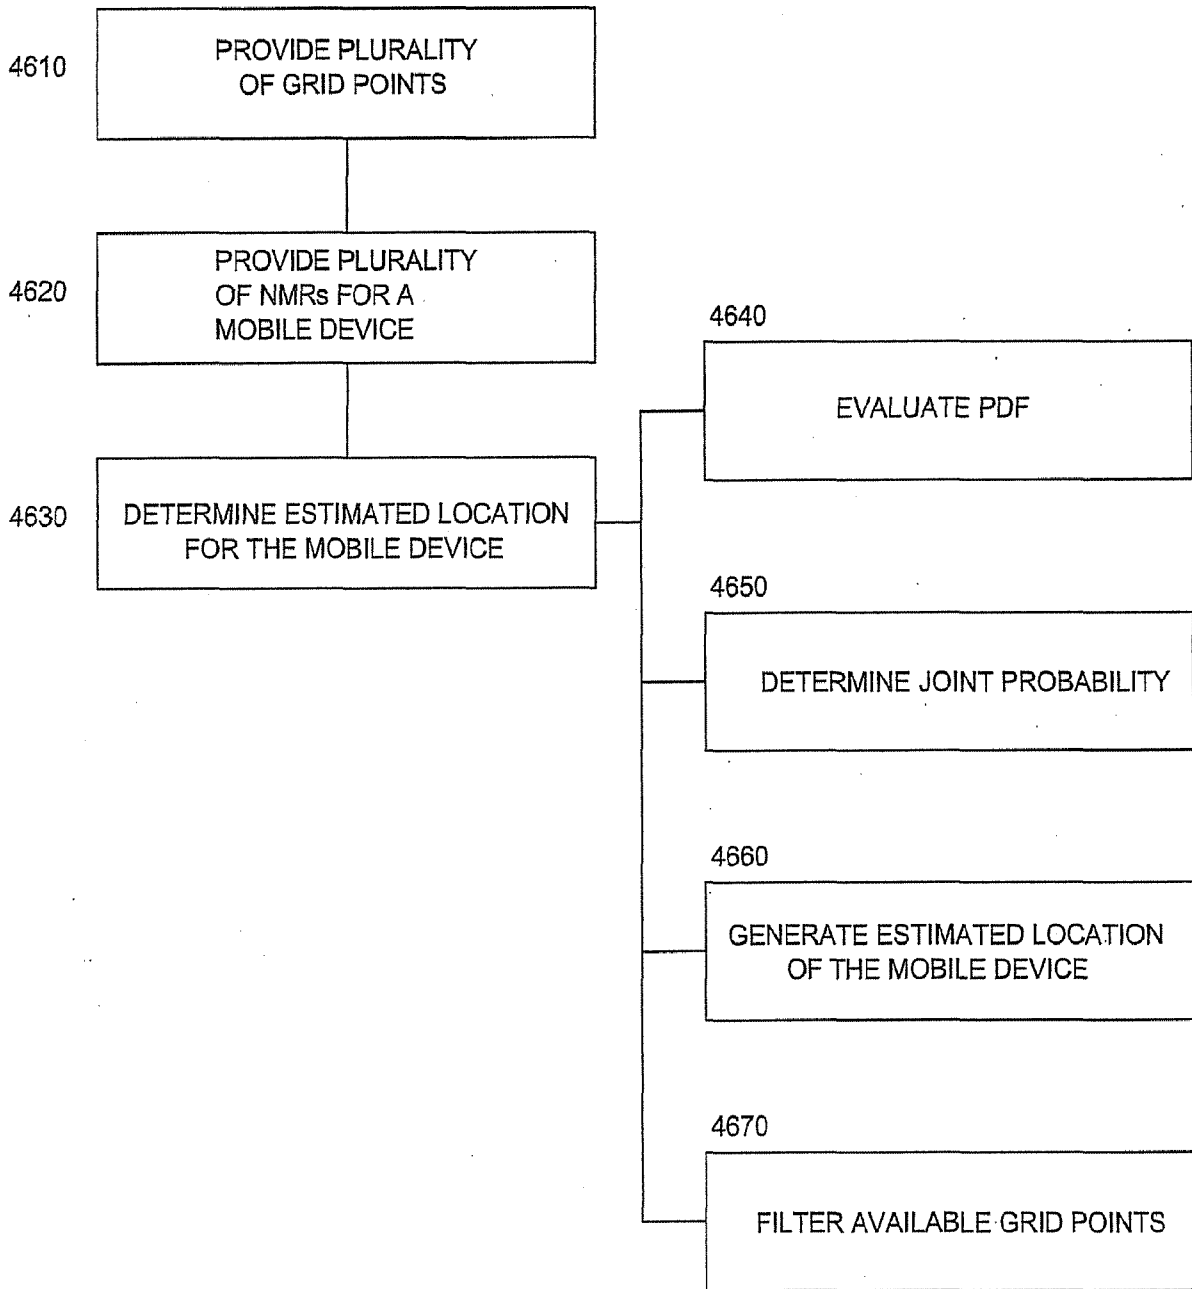 4610
PROVIDE PLURALITY
OF GRID POINTS
4620
PROVIDE PLURALITY
OF NMRs FOR A
MOBILE DEVICE
4630
DETERMINE ESTIMATED LOCATION
FOR THE MOBILE DEVICE
4640
EVALUATE PDF
4650
DETERMINE JOINT PROBABILITY
4660
GENERATE ESTIMATED LOCATION
OF THE MOBILE DEVICE
4670
FILTER AVAILABLE GRID POINTS